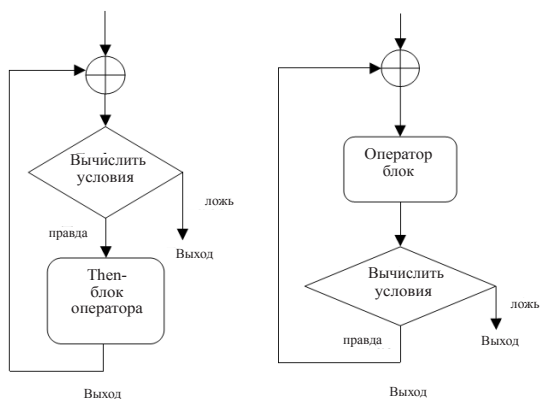 Вычислить
условия
ложь
правда
Выход
Then-
блок
оператора
Выход
Оператор
блок
Вычислить
условия
ложь
правда
Выход
Выход